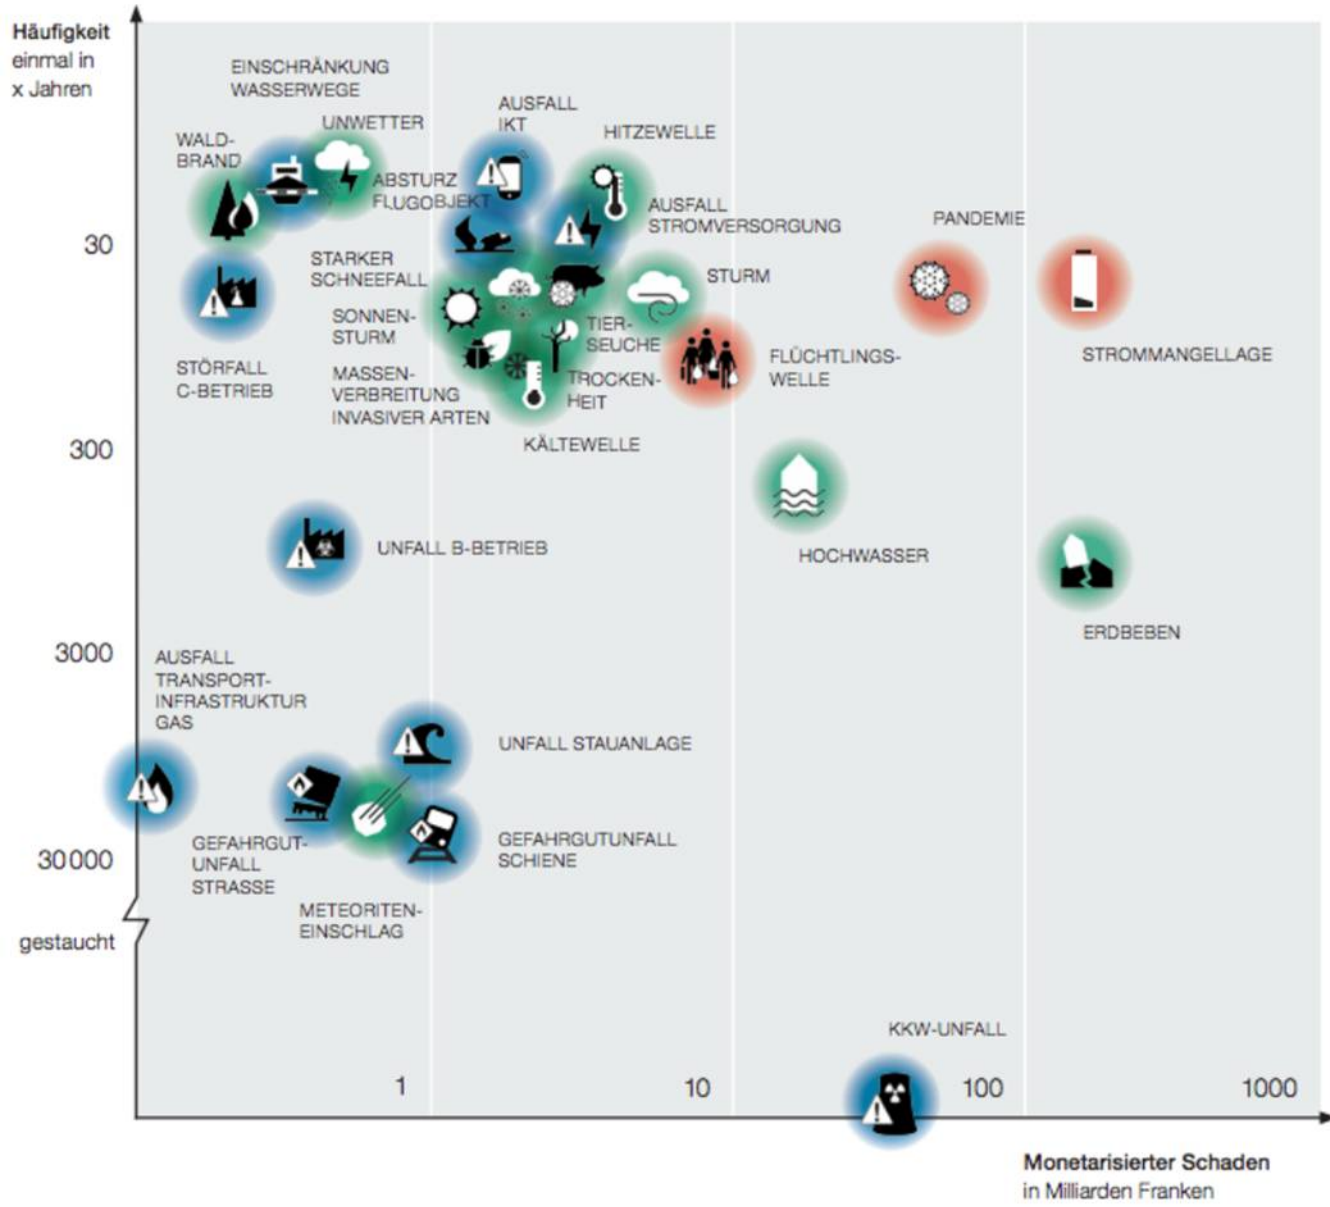 Häufigkeit
einmal in
x Jahren
EINSCHRÄNKUNG
WASSERWEGE
UNWETTER
WALD-
BRAND
ABSTURZ
FLUGOBJEKT
AUSFALL
IKT
HITZEWELLE
AUSFALL
STROMVERSORGUNG
PANDEMIE
30
STARKER
SCHNEEFALL
STURM
SONNEN-
STURM
TIER-
SEUCHE
FLÜCHTLINGS-
WELLE
STROMMANGELLAGE
STÖRFALL
C-BETRIEB
MASSEN-
VERBREITUNG
INVASIVER ARTEN
TROCKEN-
HEIT
KÄLTEWELLE
300
UNFALL B-BETRIEB
HOCHWASSER
ERDBEBEN
3000
AUSFALL
TRANSPORT-
INFRASTRUKTUR
GAS
UNFALL STAUANLAGE
GEFAHRGUT-
UNFALL
STRASSE
GEFAHRGUTUNFALL
SCHIENE
30 000
METEORITEN-
EINSCHLAG
gestaucht
KKW-UNFALL
1
10
100
1000
Monetarisierter Schaden
in Milliarden Franken